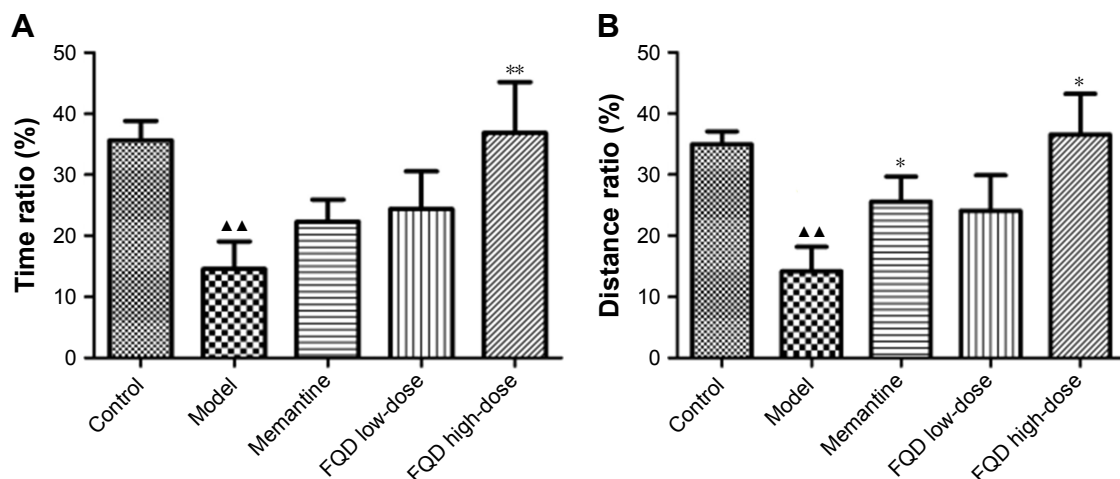 A
Time ratio (%)
50
40
30
20
10
0
▲▲
**
Control
Model
Memantine
FQD low-dose
FQD high-dose
B
Distance ratio (%)
50
40
30
20
10
0
▲▲
*
*
Control
Model
Memantine
FQD low-dose
FQD high-dose